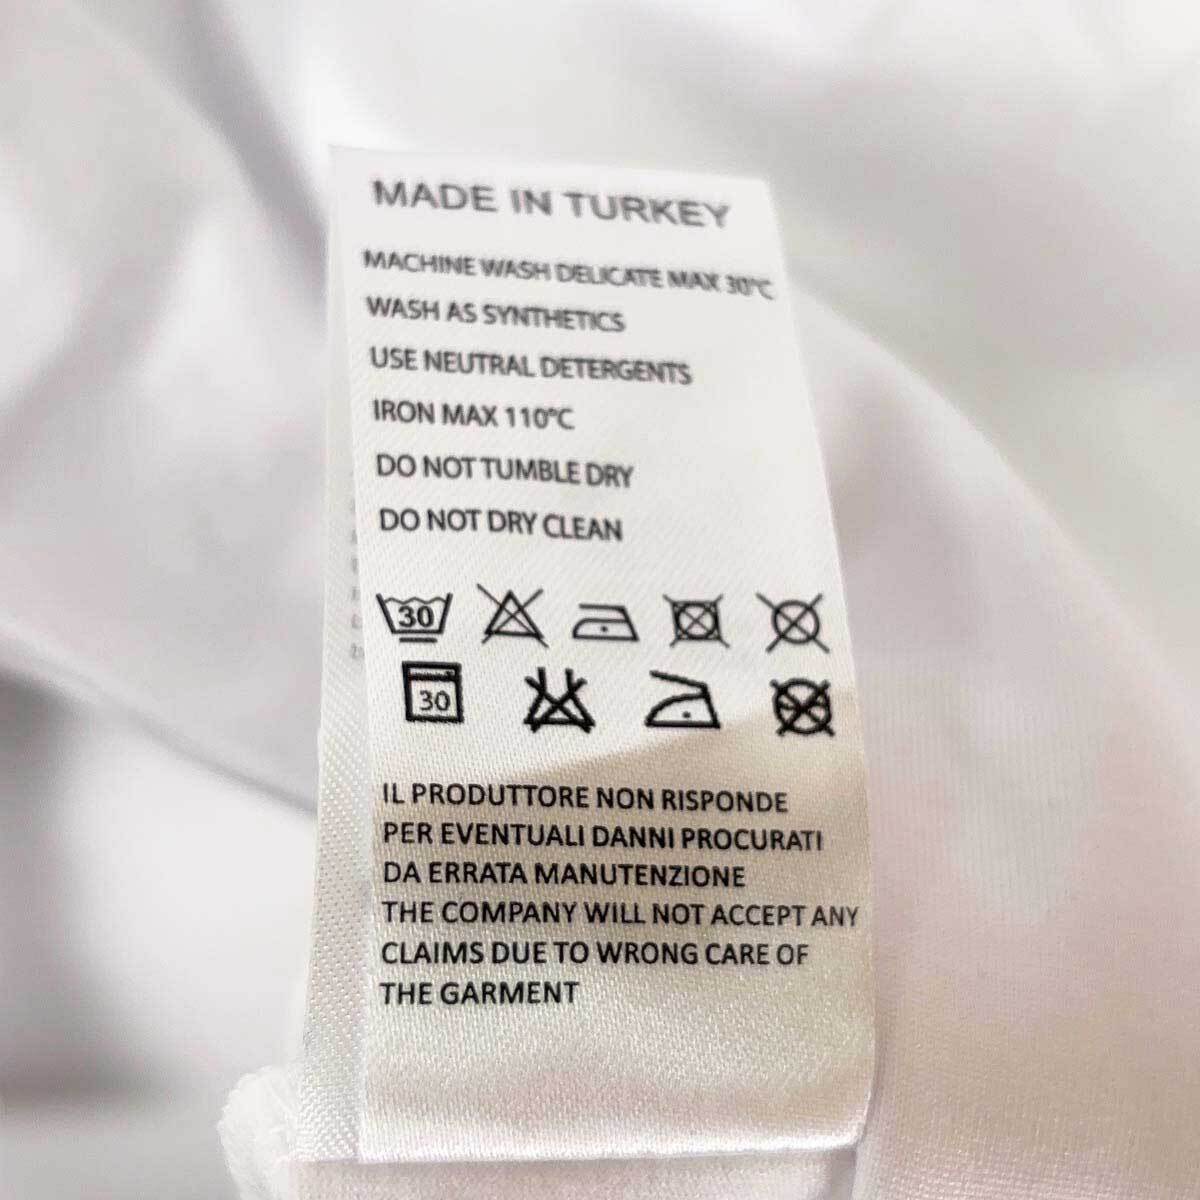 MADE IN TURKEY
MACHINE WASH DELICATE MAX 30°C
WASH AS SYNTHETICS
USE NEUTRAL DETERGENTS
IRON MAX 110°C
DO NOT TUMBLE DRY
DO NOT DRY CLEAN
30
30
IL PRODUTTORE NON RISPONDE
PER EVENTUALI DANNI PROCURATI
DA ERRATA MANUTENZIONE
THE COMPANY WILL NOT ACCEPT ANY
CLAIMS DUE TO WRONG CARE OF
THE GARMENT